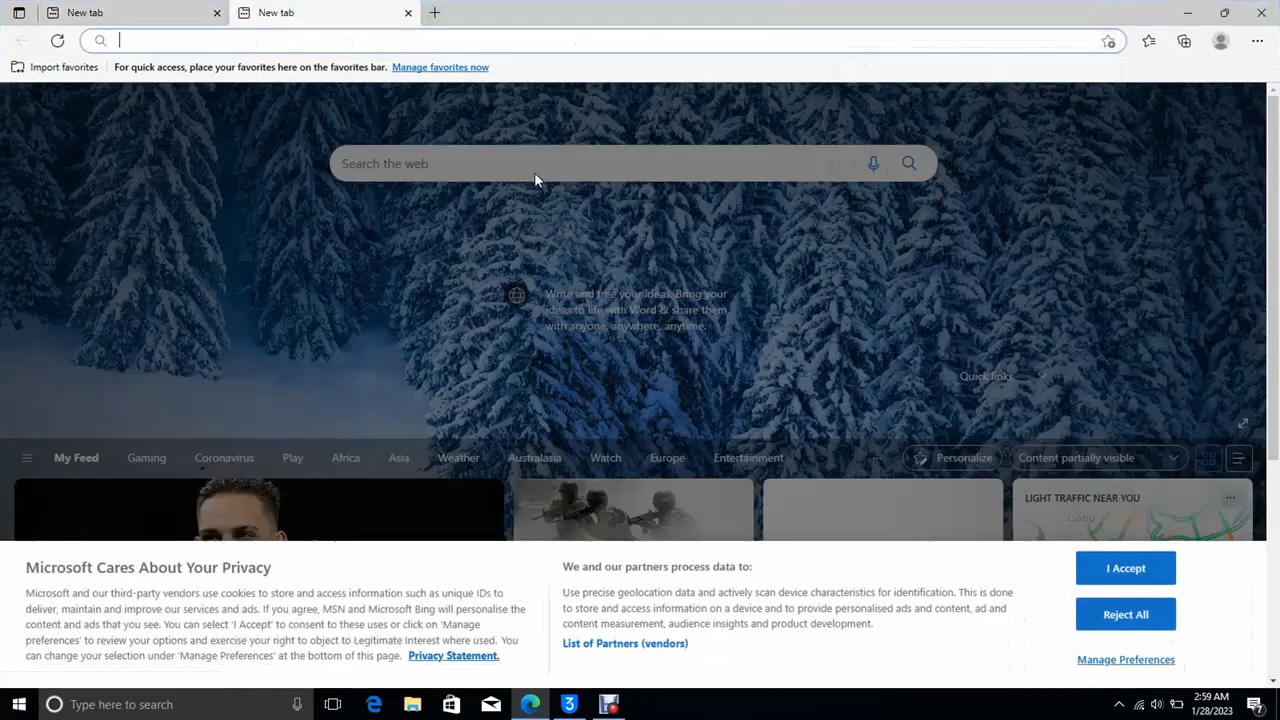 New tab
New tab
Import favorites
For quick access, place your favorites here on the favorites bar. Manage favorites now
Search the web
Write and free your ideas. Bring your
ideas to life with Word & share them
with anyone, anywhere, anytime.
Quick links
My Feed Gaming Coronavirus Play Africa Asia Weather Australasia Watch Europe Entertainment ... Personalize Content partially visible
LIGHT TRAFFIC NEAR YOU
Microsoft Cares About Your Privacy
Microsoft and our third-party vendors use cookies to store and access information such as unique IDs to
deliver, maintain and improve our services and ads. If you agree, MSN and Microsoft Bing will personalise the
content and ads that you see. You can select 'I Accept' to consent to these uses or click on 'Manage
preferences' to review your options and exercise your right to object to Legitimate Interest where used. You
can change your selection under 'Manage Preferences' at the bottom of this page. Privacy Statement.
We and our partners process data to:
Use precise geolocation data and actively scan device characteristics for identification. This is done
to store and access information on a device and to provide personalised ads and content, ad and
content measurement, audience insights and product development.
List of Partners (vendors)
I Accept
Reject All
Manage Preferences
Type here to search
2:59 AM
1/28/2023